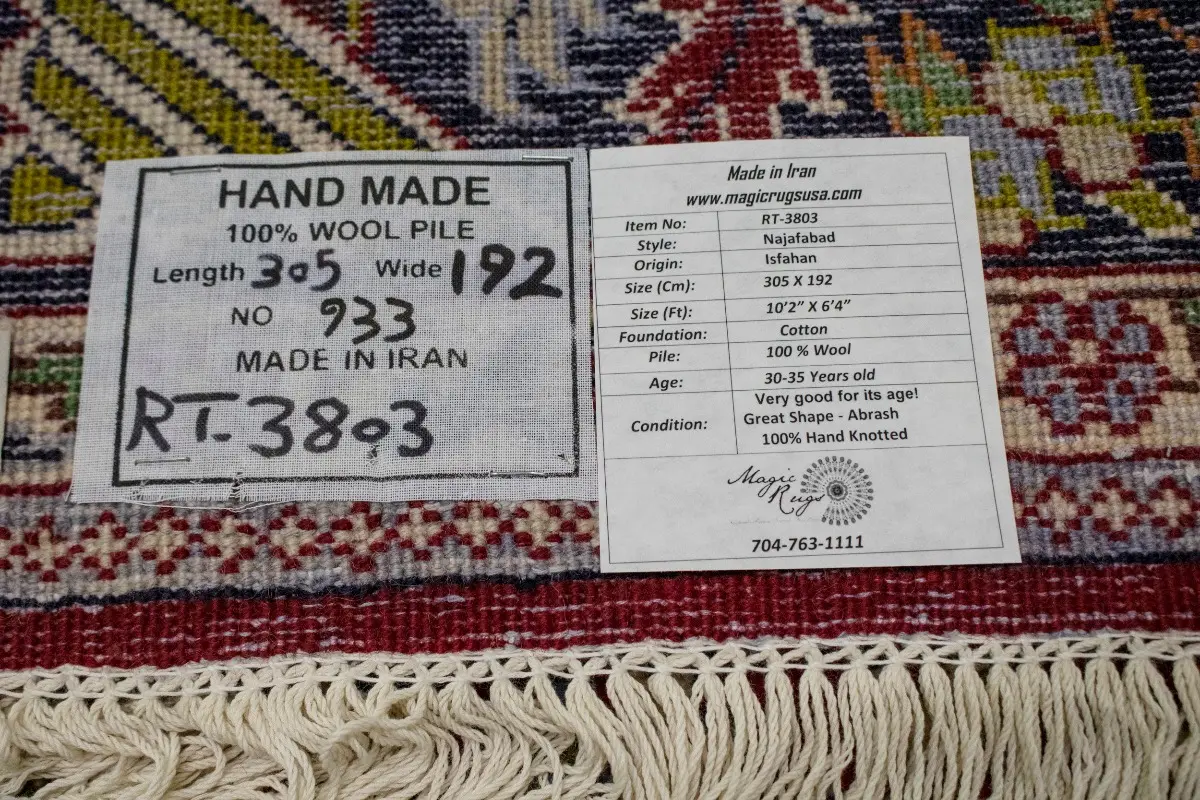 HAND MADE
100% WOOL PILE
Length 305 Wide 192
NO 933
MADE IN IRAN
RT-3803
Made in Iran
www.magicrugsusa.com
Item No: RT-3803
Style: Najafabad
Origin: Isfahan
Size (Cm): 305 X 192
Size (Ft): 10’2” X 6’4”
Foundation: Cotton
Pile: 100 % Wool
Age: 30-35 Years old
Condition: Very good for its age!
Great Shape - Abrash
100% Hand Knotted
Magic
Rugs
704-763-1111